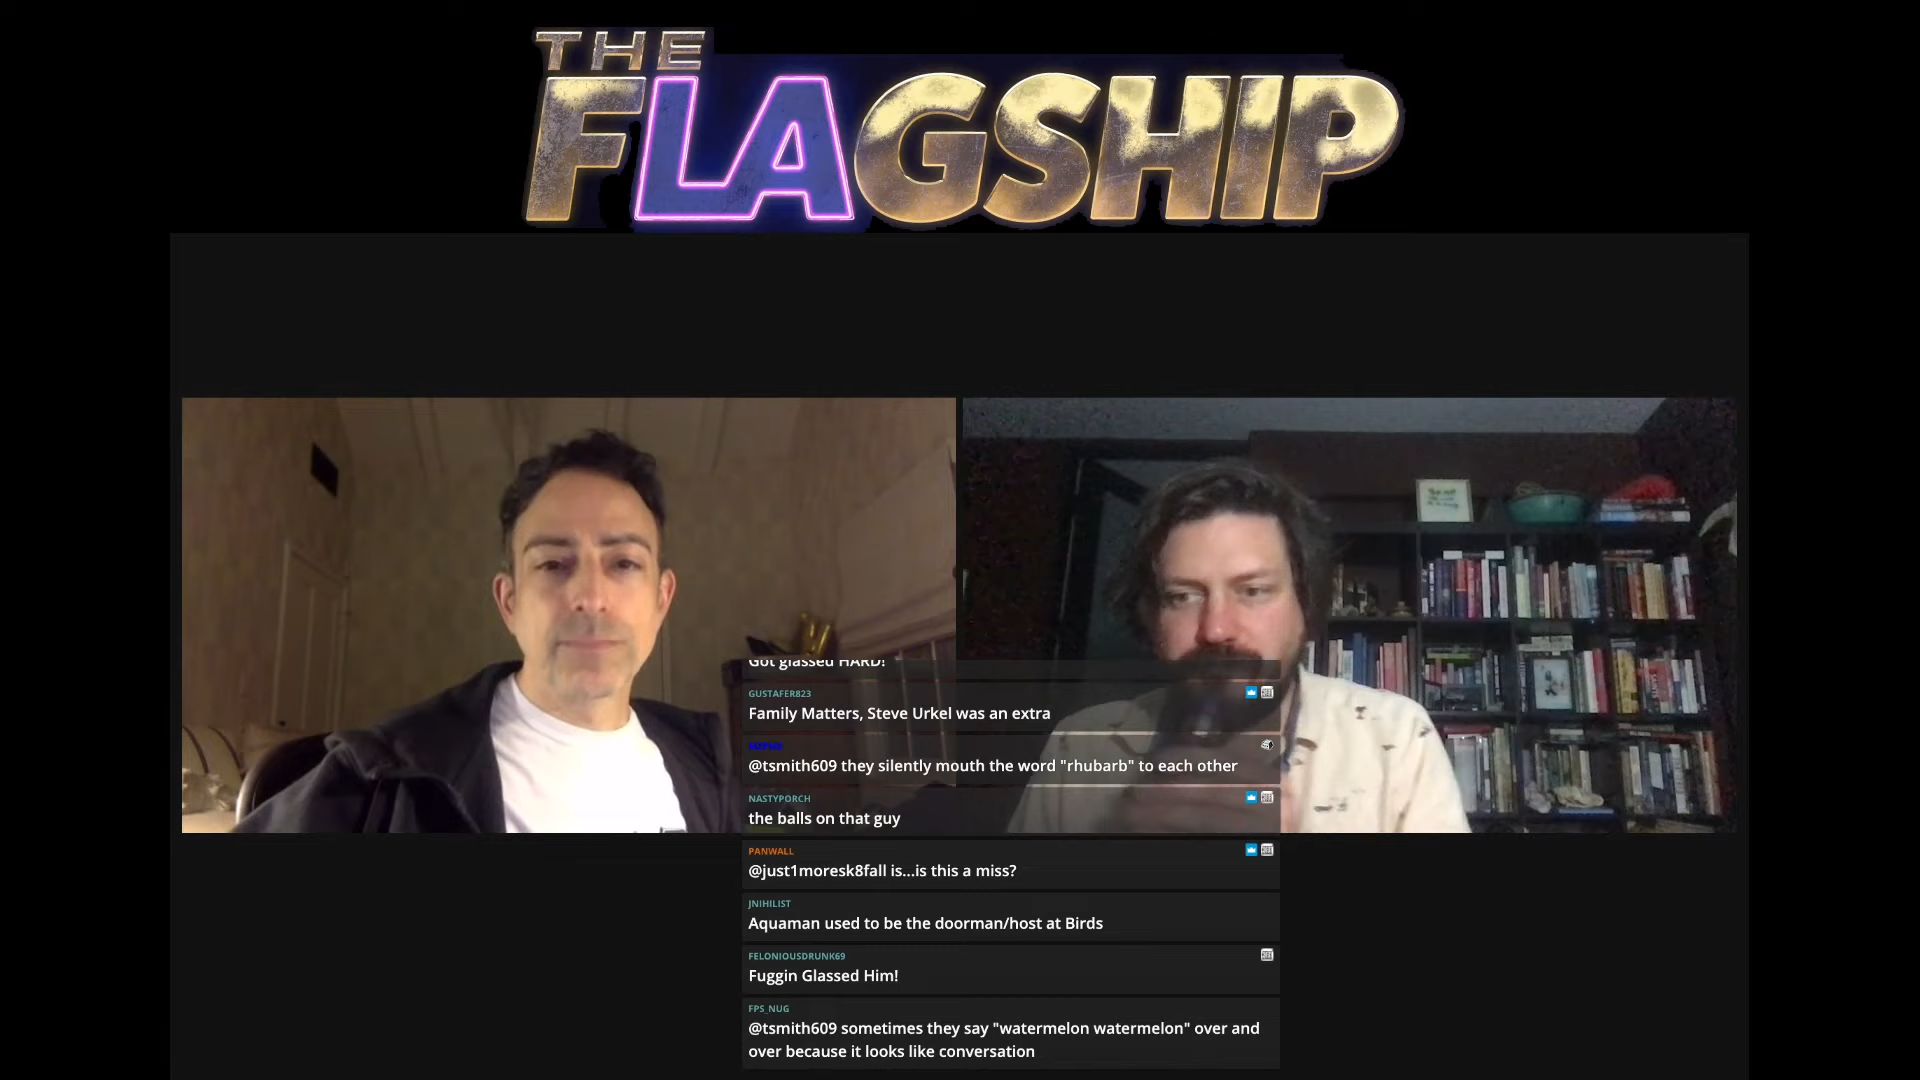 THE
FLAGSHIP
Got glassed HARD!
GUSTAFER823
Family Matters, Steve Urkel was an extra
@tsmith609 they silently mouth the word "rhubarb" to each other
NASTYPORCH
the balls on that guy
PANWALL
@just1moresk8fall is...is this a miss?
JNIHILIST
Aquaman used to be the doorman/host at Birds
FELONIOUSDRUNK69
Fuggin Glassed Him!
FPS_NUG
@tsmith609 sometimes they say "watermelon watermelon" over and
over because it looks like conversation